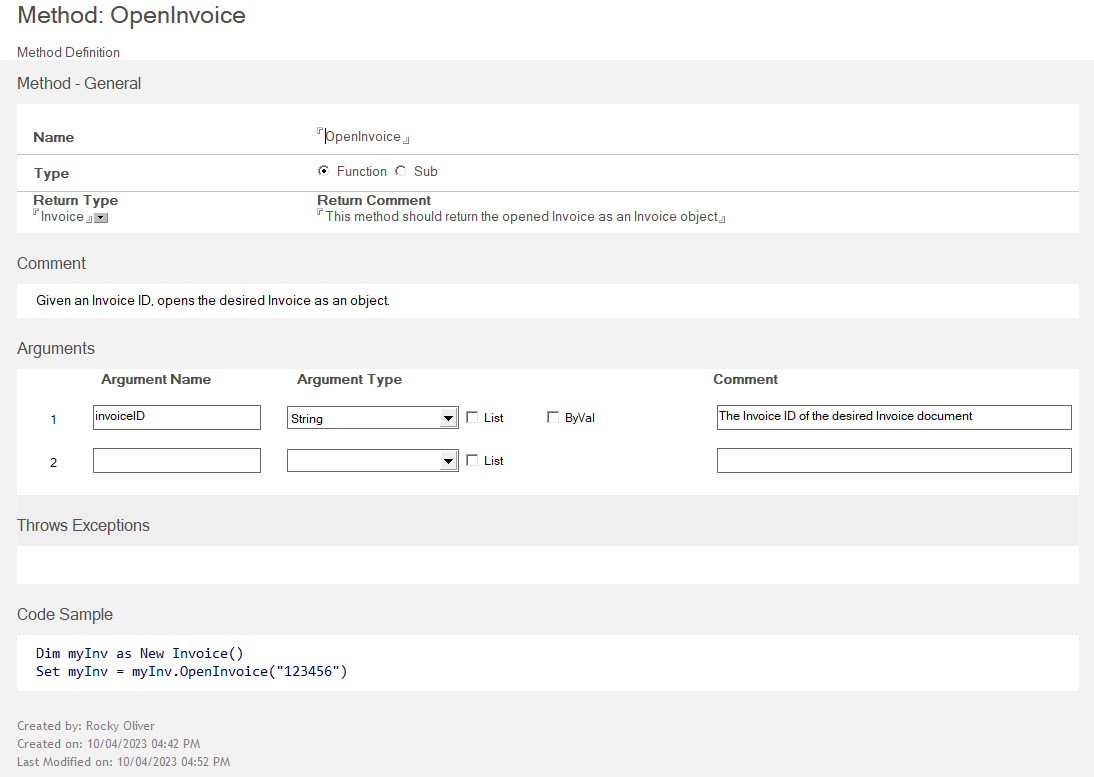 Method: OpenInvoice
Method Definition
Method - General
Name OpenInvoice
Type Function Sub
Return Type Return Comment
Invoice This method should return the opened Invoice as an Invoice object
Comment
Given an Invoice ID, opens the desired Invoice as an object.
Arguments
Argument Name Argument Type Comment
1 invoiceID String List ByVal The Invoice ID of the desired Invoice document
2 List
Throws Exceptions
Code Sample
Dim myInv as New Invoice()
Set myInv = myInv.OpenInvoice("123456")
Created by: Rocky Oliver
Created on: 10/04/2023 04:42 PM
Last Modified on: 10/04/2023 04:52 PM